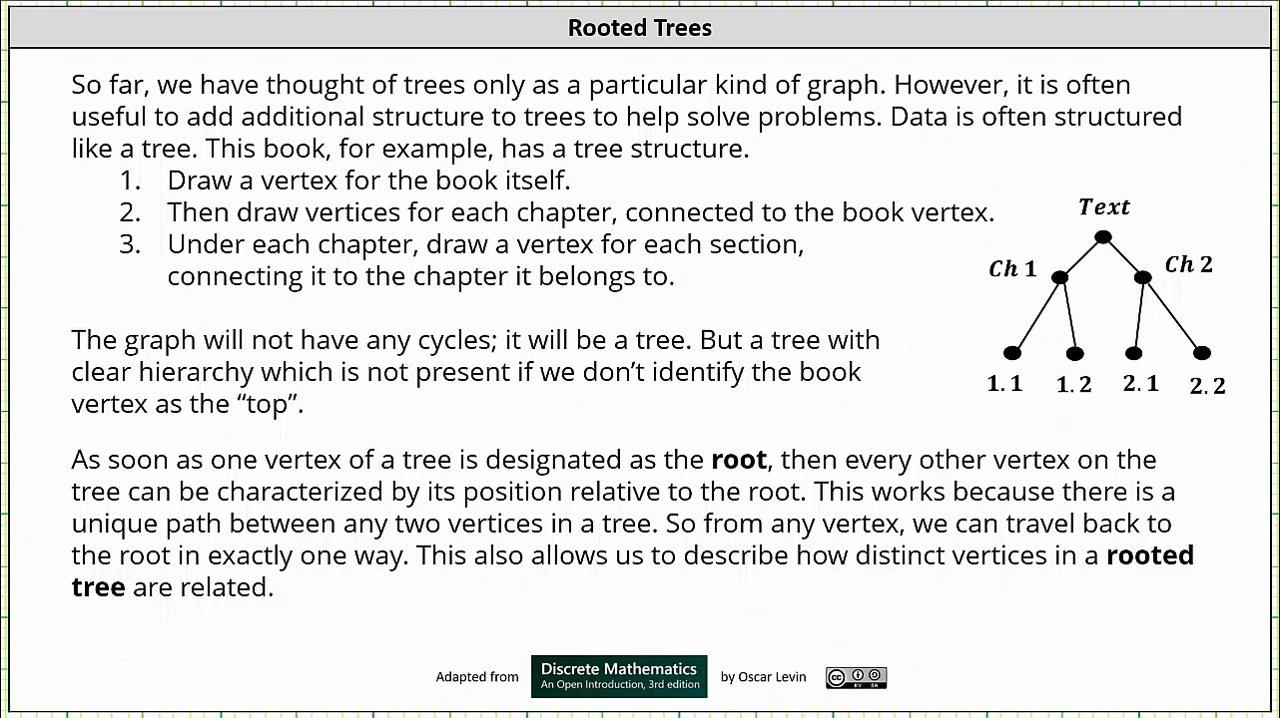 Rooted Trees
So far, we have thought of trees only as a particular kind of graph. However, it is often
useful to add additional structure to trees to help solve problems. Data is often structured
like a tree. This book, for example, has a tree structure.
1. Draw a vertex for the book itself.
2. Then draw vertices for each chapter, connected to the book vertex.
3. Under each chapter, draw a vertex for each section,
connecting it to the chapter it belongs to.
Text
Ch 1
Ch 2
1.1 1.2 2.1 2.2
The graph will not have any cycles; it will be a tree. But a tree with
clear hierarchy which is not present if we don’t identify the book
vertex as the “top”.
As soon as one vertex of a tree is designated as the root, then every other vertex on the
tree can be characterized by its position relative to the root. This works because there is a
unique path between any two vertices in a tree. So from any vertex, we can travel back to
the root in exactly one way. This also allows us to describe how distinct vertices in a rooted
tree are related.
Adapted from
Discrete Mathematics
An Open Introduction, 3rd edition
by Oscar Levin
CC BY SA